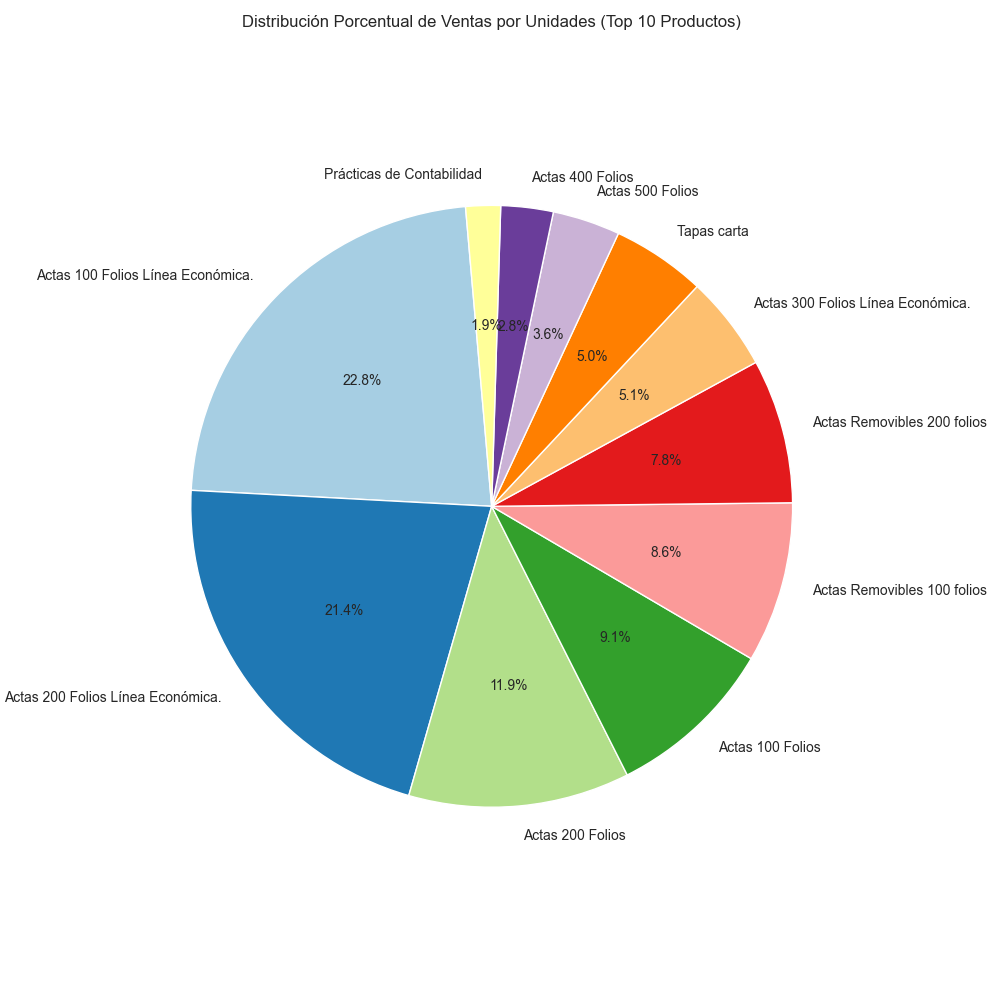 Distribución Porcentual de Ventas por Unidades (Top 10 Productos)
Prácticas de Contabilidad
Actas 400 Folios
Actas 500 Folios
Tapas carta
Actas 100 Folios Línea Económica.
Actas 300 Folios Línea Económica.
1.9%
2.8%
3.6%
5.0%
22.8%
5.1%
Actas Removibles 200 folios
7.8%
8.6%
Actas Removibles 100 folios
21.4%
9.1%
11.9%
Actas 200 Folios Línea Económica.
Actas 100 Folios
Actas 200 Folios